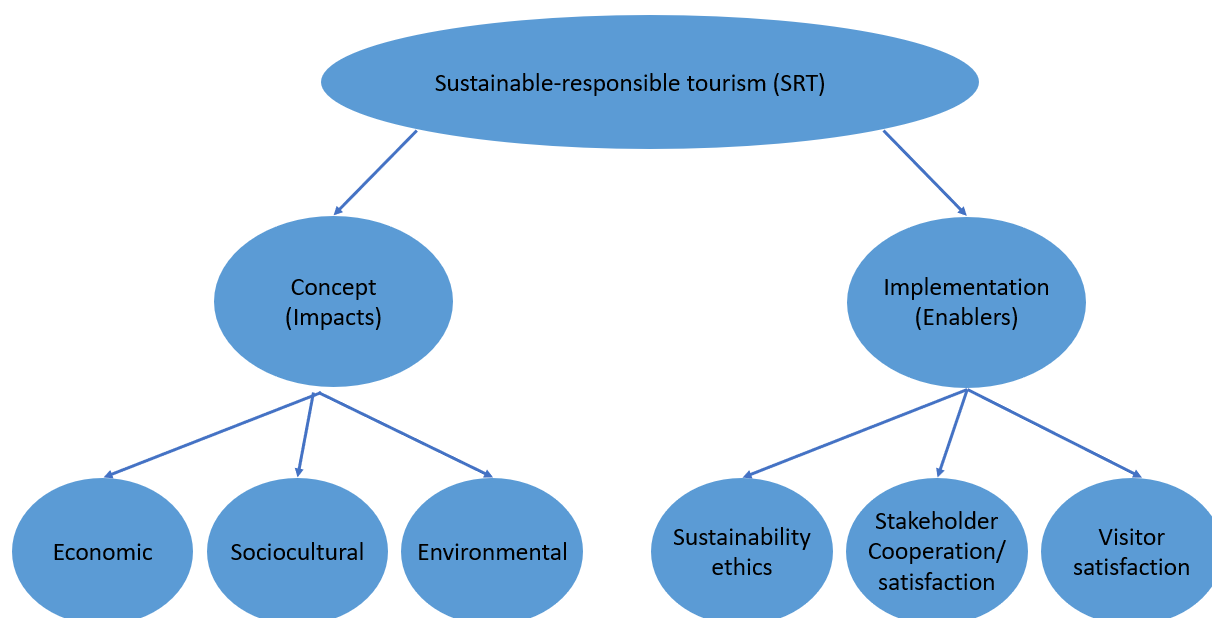 Sustainable-responsible tourism (SRT)
Concept
(Impacts)
Implementation
(Enablers)
Economic
Sociocultural
Environmental
Sustainability
ethics
Stakeholder
Cooperation/
satisfaction
Visitor
satisfaction